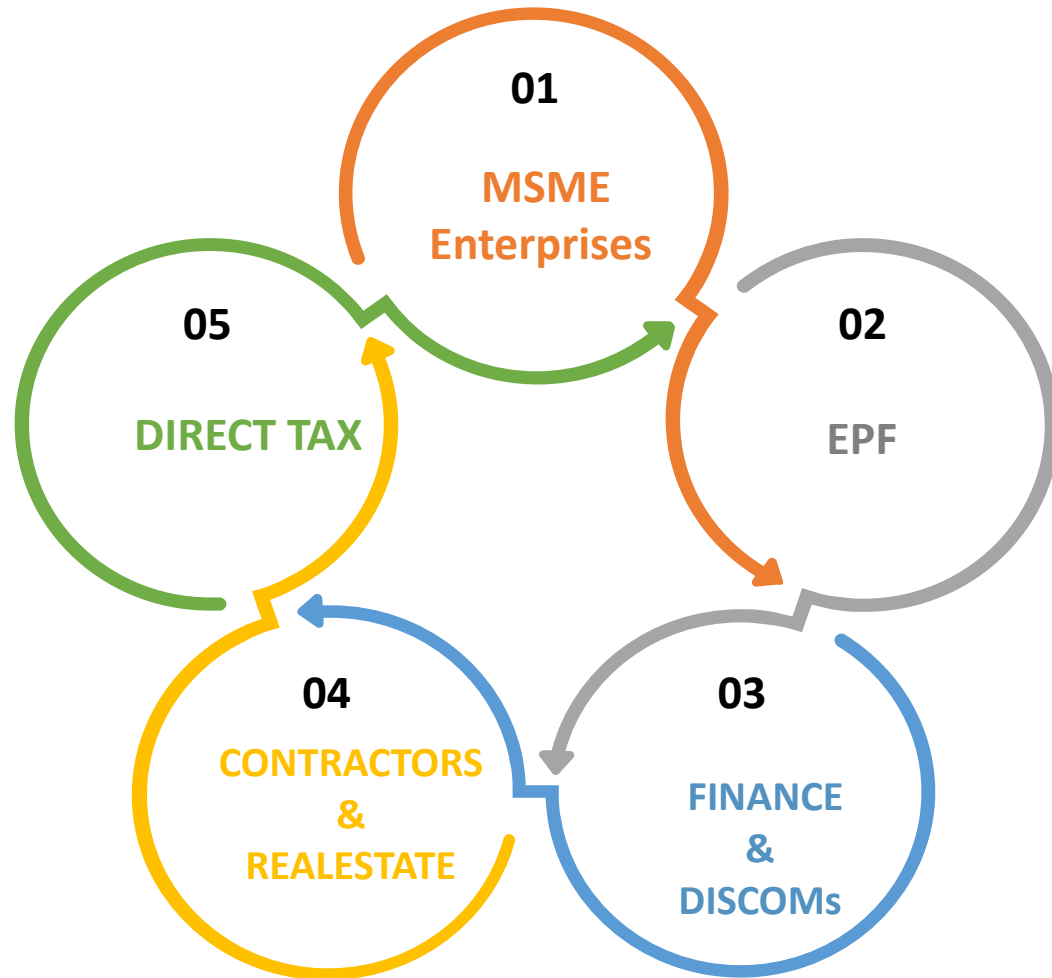 01
MSME
Enterprises
02
EPF
03
FINANCE
&
DISCOMs
04
CONTRACTORS
&
REALESTATE
05
DIRECT TAX